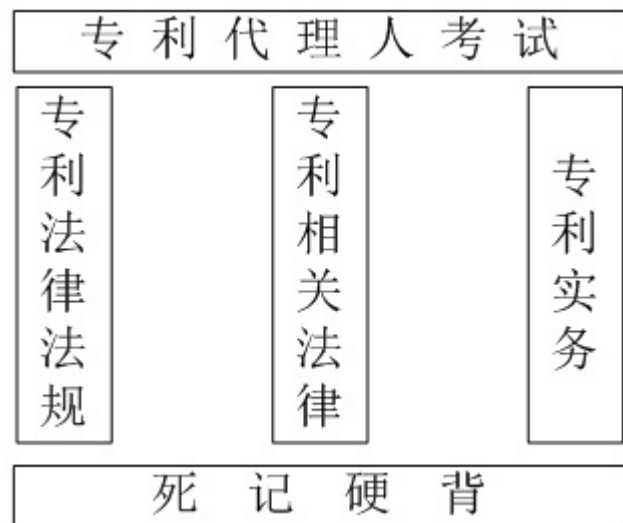 专利代理人考试
专利法律法规
专利相关法律
专利实务
死记硬背